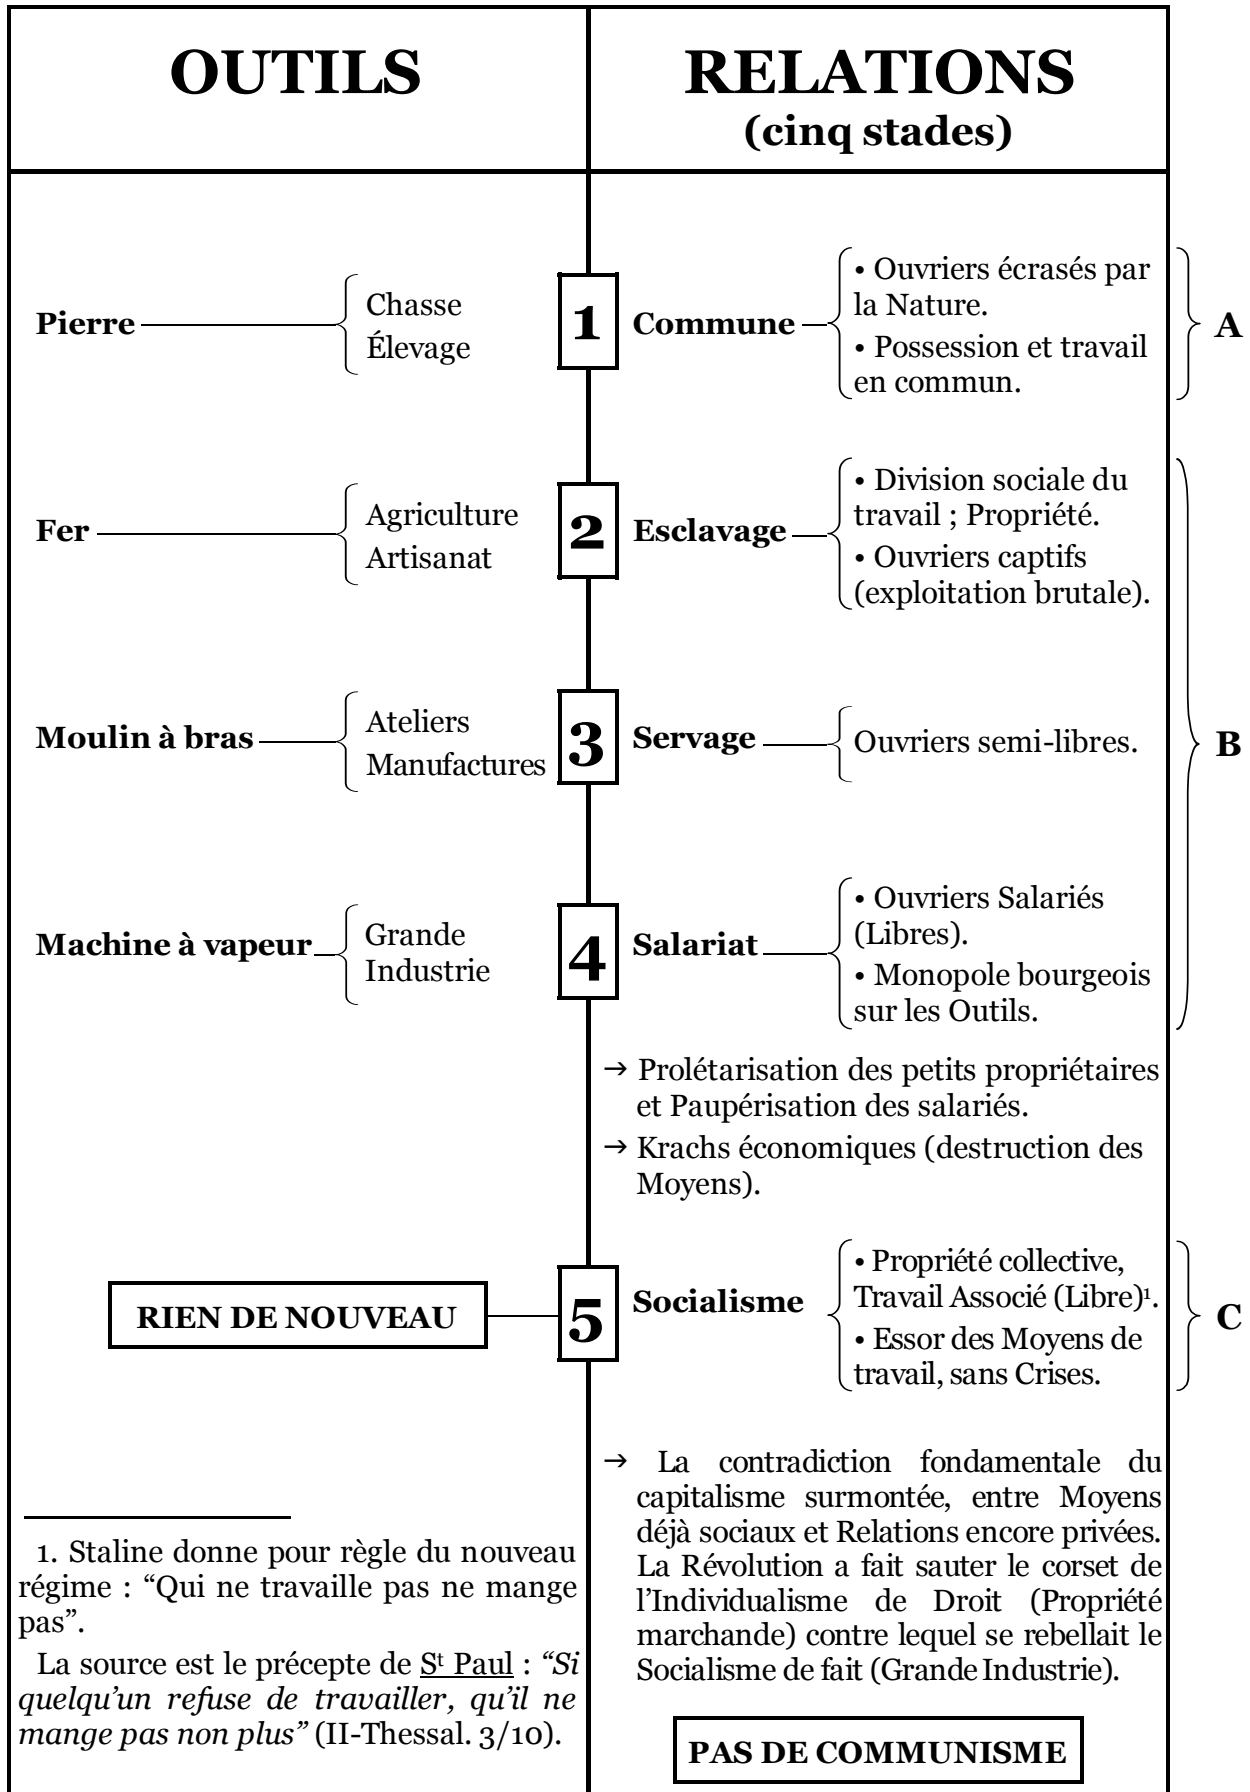 OUTILS
RELATIONS
(cinq stades)
Pierre
Chasse
Élevage
1
Commune
• Ouvriers écrasés par
la Nature.
• Possession et travail
en commun.
A
Fer
Agriculture
Artisanat
2
Esclavage
• Division sociale du
travail ; Propriété.
• Ouvriers captifs
(exploitation brutale).
Moulin à bras
Ateliers
Manufactures
3
Servage
Ouvriers semi-libres.
B
Machine à vapeur
Grande
Industrie
4
Salariat
• Ouvriers Salariés
(Libres).
• Monopole bourgeois
sur les Outils.
→ Prolétarisation des petits propriétaires
et Paupérisation des salariés.
→ Krachs économiques (destruction des
Moyens).
RIEN DE NOUVEAU
5
Socialisme
• Propriété collective,
Travail Associé (Libre)¹.
• Essor des Moyens de
travail, sans Crises.
C
→ La contradiction fondamentale du
capitalisme surmontée, entre Moyens
déjà sociaux et Relations encore privées.
La Révolution a fait sauter le corset de
l’Individualisme de Droit (Propriété
marchande) contre lequel se rebellait le
Socialisme de fait (Grande Industrie).
PAS DE COMMUNISME
1. Staline donne pour règle du nouveau
régime : “Qui ne travaille pas ne mange
pas”.
La source est le précepte de Sᵗ Paul : “Si
quelqu’un refuse de travailler, qu’il ne
mange pas non plus” (II-Thessal. 3/10).